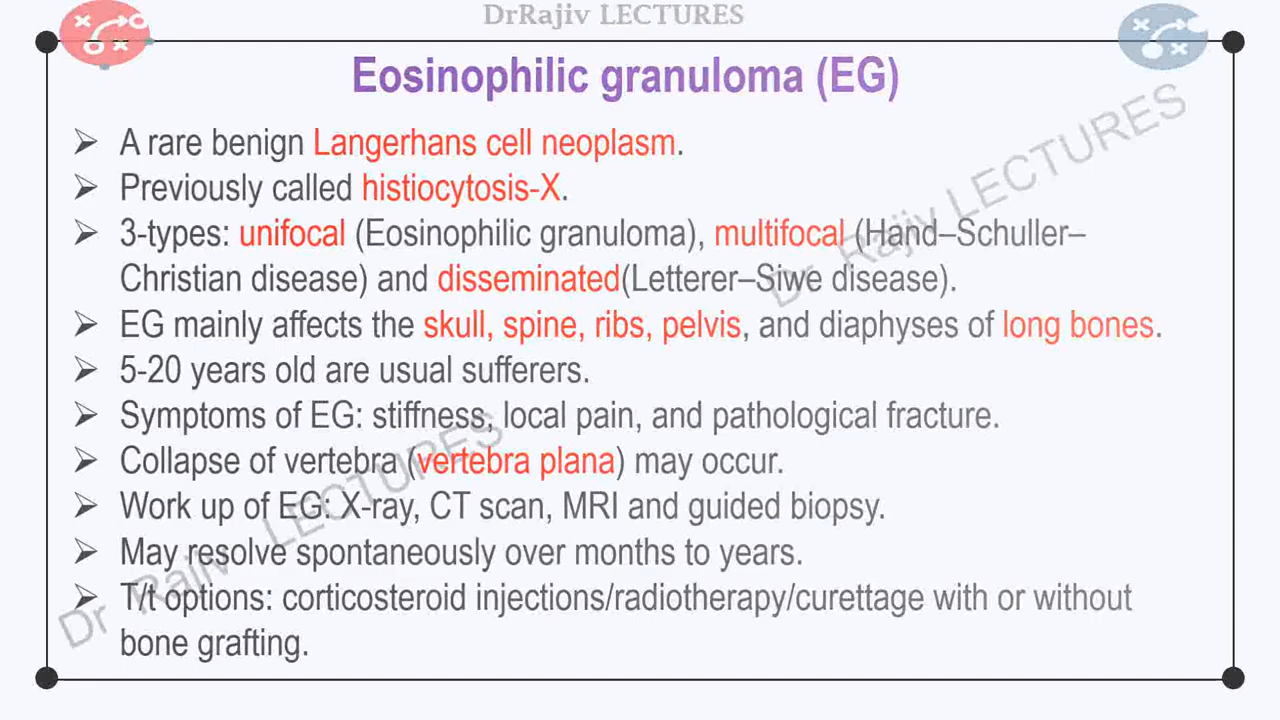 DrRajiv LECTURES
Eosinophilic granuloma (EG)
➢ A rare benign Langerhans cell neoplasm.
➢ Previously called histiocytosis-X.
➢ 3-types: unifocal (Eosinophilic granuloma), multifocal (Hand–Schuller–
Christian disease) and disseminated(Letterer–Siwe disease).
➢ EG mainly affects the skull, spine, ribs, pelvis, and diaphyses of long bones.
➢ 5-20 years old are usual sufferers.
➢ Symptoms of EG: stiffness, local pain, and pathological fracture.
➢ Collapse of vertebra (vertebra plana) may occur.
➢ Work up of EG: X-ray, CT scan, MRI and guided biopsy.
➢ May resolve spontaneously over months to years.
➢ T/t options: corticosteroid injections/radiotherapy/curettage with or without
bone grafting.
Dr Rajiv LECTURES
Dr Rajiv LECTURES